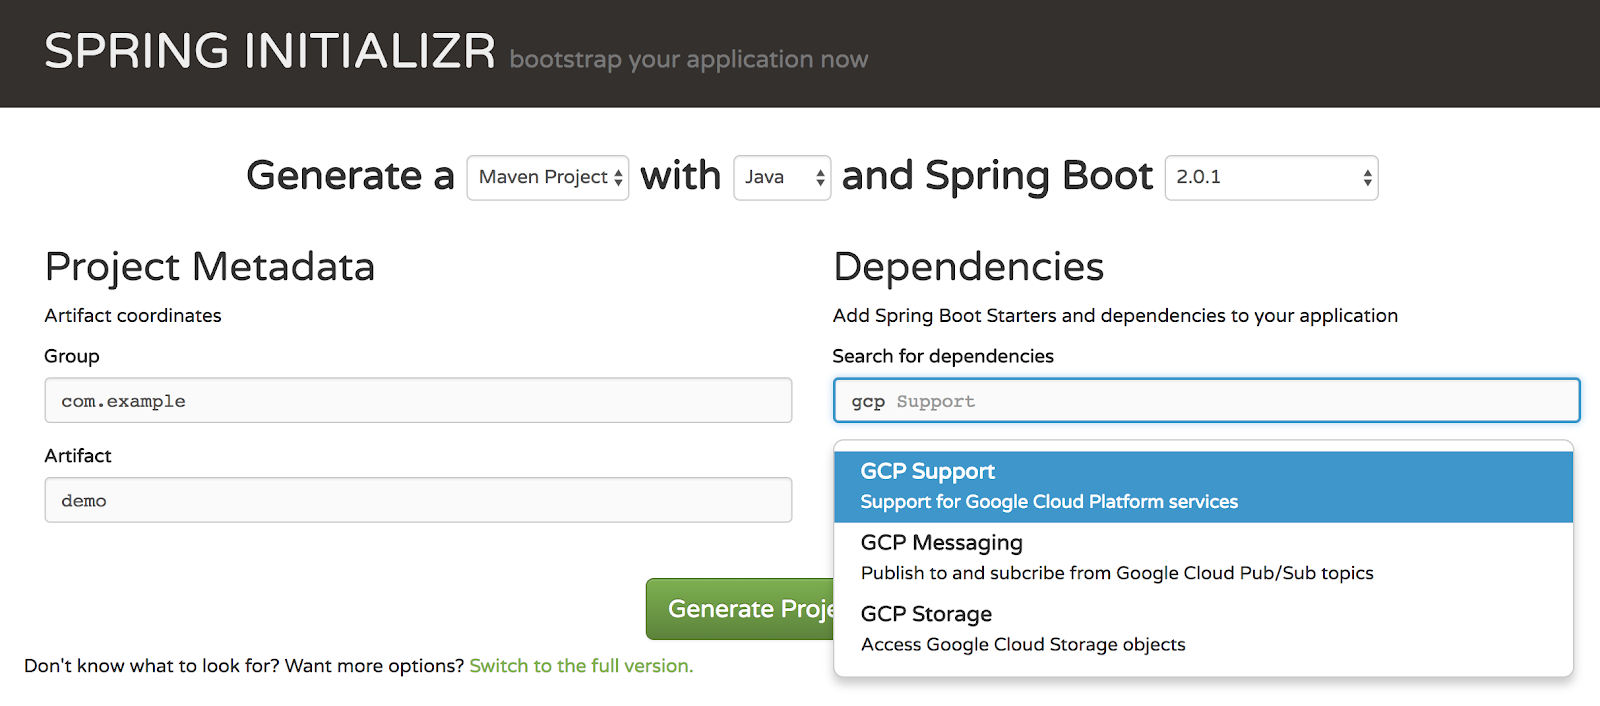 SPRING INITIALIZR bootstrap your application now
Generate a Maven Project with Java and Spring Boot 2.0.1
Project Metadata
Artifact coordinates
Group
com.example
Artifact
demo
Dependencies
Add Spring Boot Starters and dependencies to your application
Search for dependencies
gcp Support
GCP Support
Support for Google Cloud Platform services
GCP Messaging
Publish to and subcribe from Google Cloud Pub/Sub topics
GCP Storage
Access Google Cloud Storage objects
Generate Proje
Don't know what to look for? Want more options? Switch to the full version.